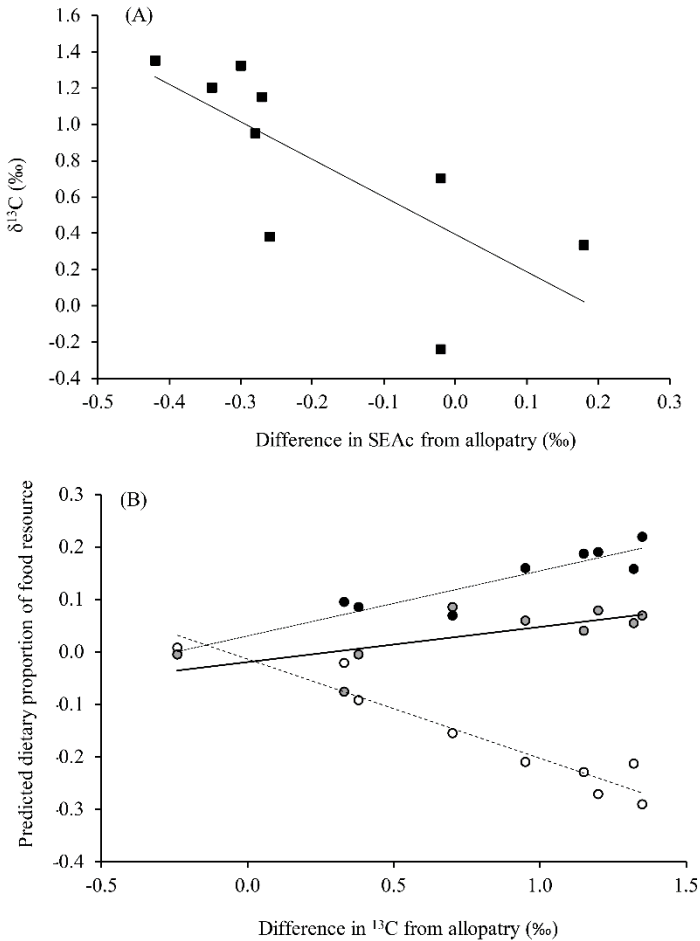 (A)
1.6
1.4
1.2
1.0
0.8
0.6
0.4
0.2
0.0
-0.2
-0.4
δ¹³C (‰)
-0.5 -0.4 -0.3 -0.2 -0.1 0.0 0.1 0.2 0.3
Difference in SEAc from allopatry (‰)
(B)
0.3
0.2
0.1
0.0
-0.1
-0.2
-0.3
-0.4
Predicted dietary proportion of food resource
-0.5 0.0 0.5 1.0 1.5
Difference in ¹³C from allopatry (‰)